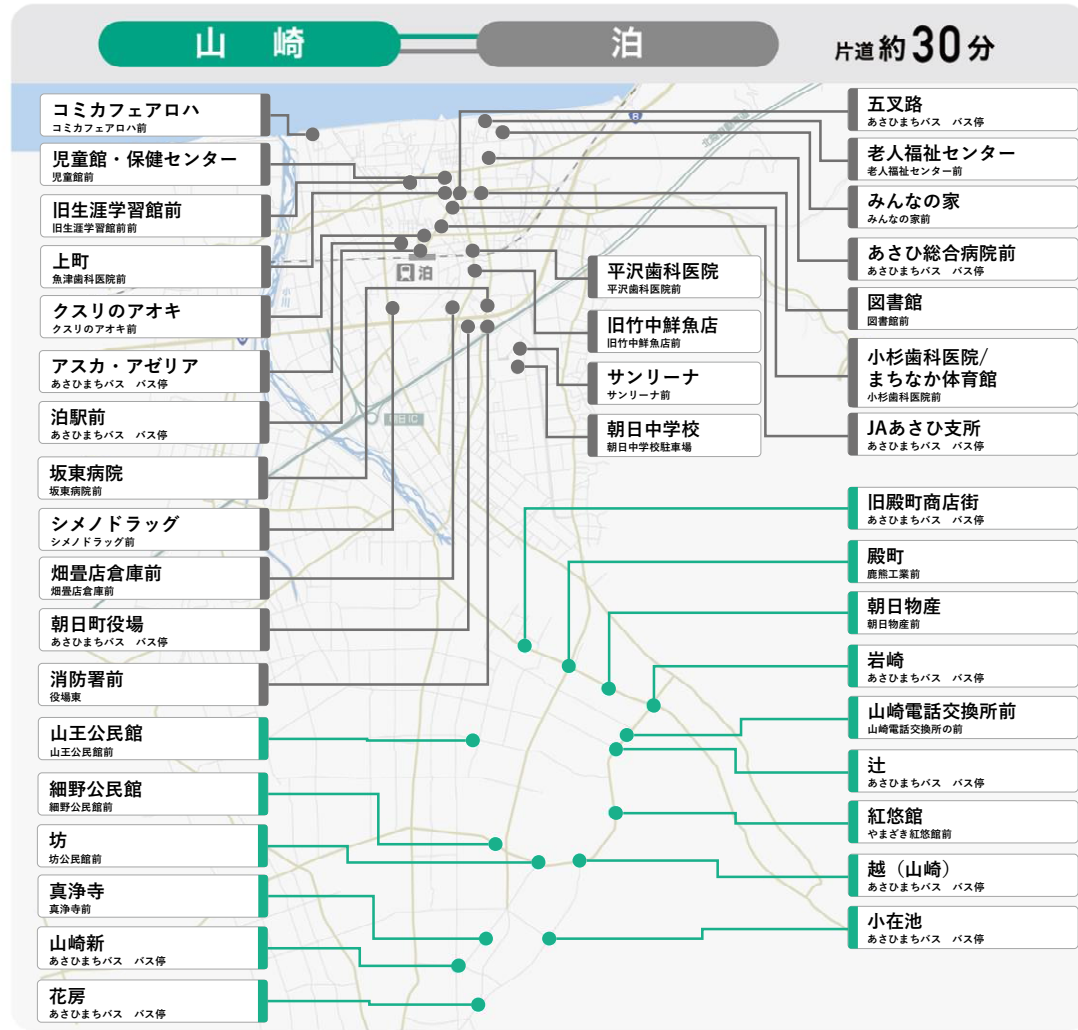 山崎
泊
片道約30分
コミカフェアロハ
コミカフェアロハ前
児童館・保健センター
児童館前
旧生涯学習館前
旧生涯学習館前前
上町
魚津歯科医院前
クスリのアオキ
クスリのアオキ前
アスカ・アゼリア
あさひまちバス　バス停
泊駅前
あさひまちバス　バス停
坂東病院
坂東病院前
シメノドラッグ
シメノドラッグ前
畑畳店倉庫前
畑畳店倉庫前
朝日町役場
あさひまちバス　バス停
消防署前
役場東
山王公民館
山王公民館前
細野公民館
細野公民館前
坊
坊公民館前
真浄寺
真浄寺前
山崎新
あさひまちバス　バス停
花房
あさひまちバス　バス停
8
小川
泊
朝日IC
平沢歯科医院
平沢歯科医院前
旧竹中鮮魚店
旧竹中鮮魚店前
サンリーナ
サンリーナ前
朝日中学校
朝日中学校駐車場
五叉路
あさひまちバス　バス停
老人福祉センター
老人福祉センター前
みんなの家
みんなの家前
あさひ総合病院前
あさひまちバス　バス停
図書館
図書館前
小杉歯科医院/
まちなか体育館
小杉歯科医院前
JAあさひ支所
あさひまちバス　バス停
旧殿町商店街
あさひまちバス　バス停
殿町
鹿熊工業前
朝日物産
朝日物産前
岩崎
あさひまちバス　バス停
山崎電話交換所前
山崎電話交換所の前
辻
あさひまちバス　バス停
紅悠館
やまざき紅悠館前
越（山崎）
あさひまちバス　バス停
小在池
あさひまちバス　バス停